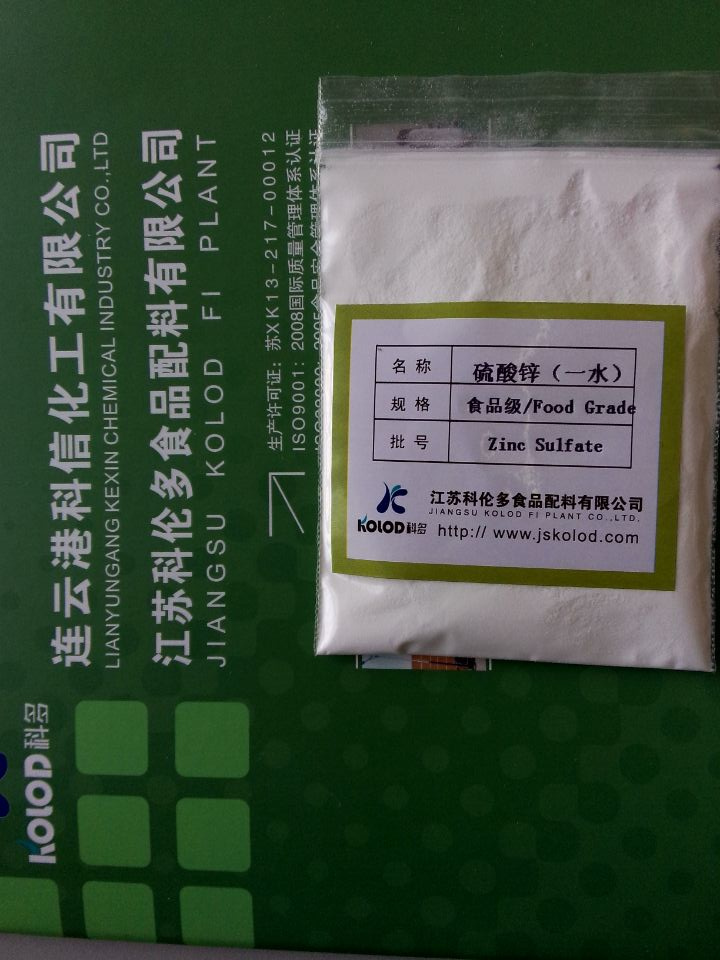 连云港科信化工有限公司
LIANYUNGANG KEXIN CHEMICAL INDUSTRY CO.,LTD
江苏科伦多食品配料有限公司
JIANGSU KOLOD FI PLANT
生产许可证：苏XK13-217-00012
ISO9001：2008国际质量管理体系认证
KOLOD科多
名称 硫酸锌（一水）
规格 食品级/Food Grade
批号 Zinc Sulfate
KOLOD科多
江苏科伦多食品配料有限公司
JIANGSU KOLOD FI PLANT CO.,LTD.
http:// www.jskolod.com